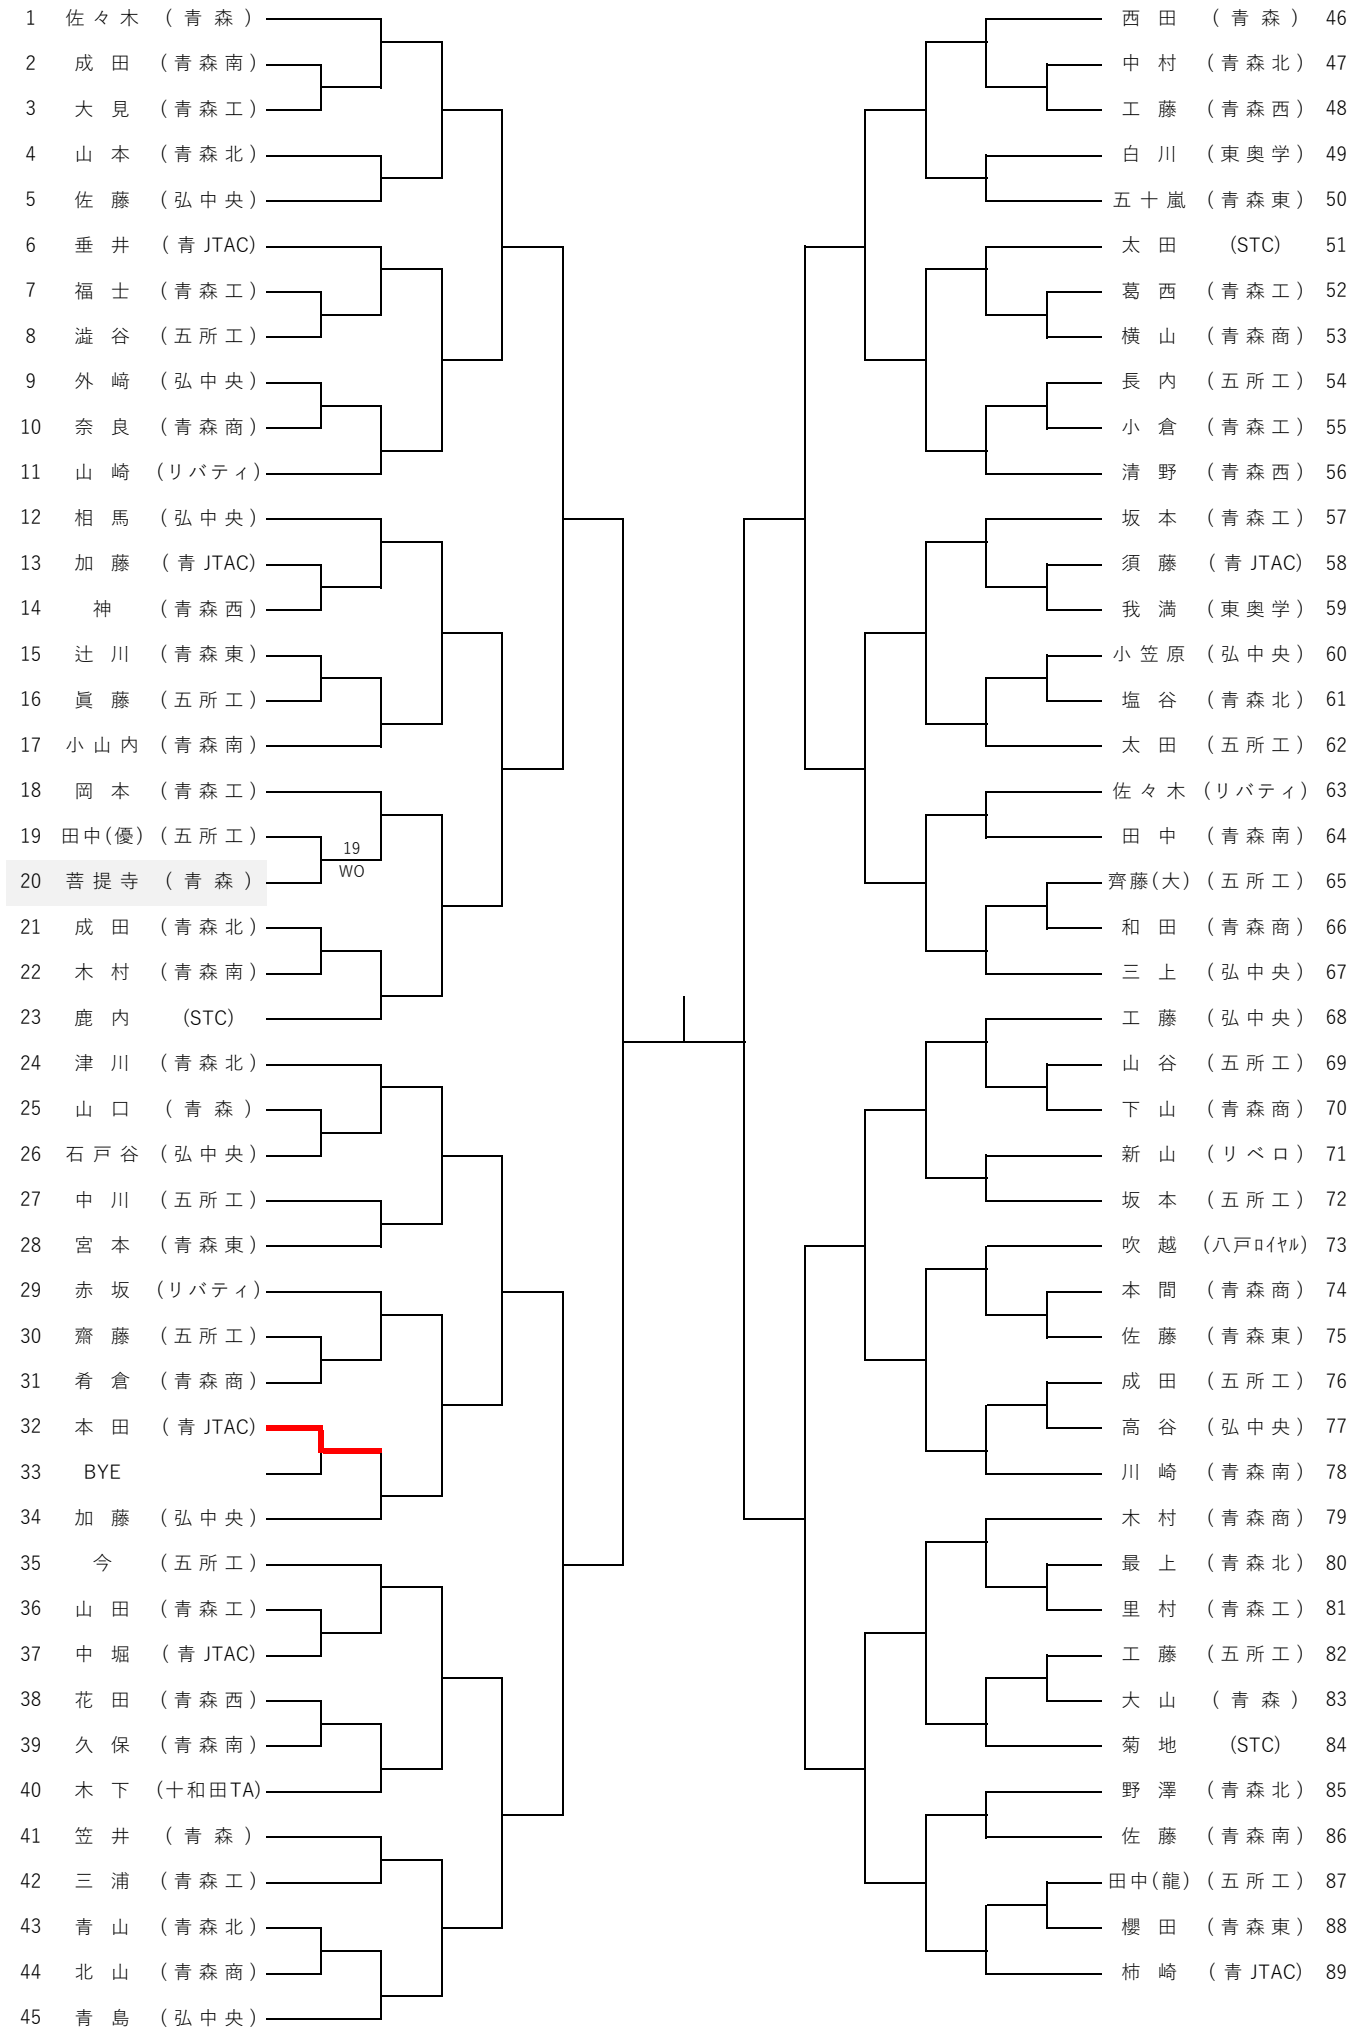 1 佐々木 (青森)
2 成田 (青森南)
3 大見 (青森工)
4 山本 (青森北)
5 佐藤 (弘中央)
6 垂井 (青JTAC)
7 福士 (青森工)
8 澁谷 (五所工)
9 外﨑 (弘中央)
10 奈良 (青森商)
11 山崎 (リバティ)
12 相馬 (弘中央)
13 加藤 (青JTAC)
14 神 (青森西)
15 辻川 (青森東)
16 眞藤 (五所工)
17 小山内 (青森南)
18 岡本 (青森工)
19 田中(優) (五所工)
19
WO
20 菩提寺 (青森)
21 成田 (青森北)
22 木村 (青森南)
23 鹿内 (STC)
24 津川 (青森北)
25 山口 (青森)
26 石戸谷 (弘中央)
27 中川 (五所工)
28 宮本 (青森東)
29 赤坂 (リバティ)
30 齋藤 (五所工)
31 肴倉 (青森商)
32 本田 (青JTAC)
33 BYE
34 加藤 (弘中央)
35 今 (五所工)
36 山田 (青森工)
37 中堀 (青JTAC)
38 花田 (青森西)
39 久保 (青森南)
40 木下 (十和田TA)
41 笠井 (青森)
42 三浦 (青森工)
43 青山 (青森北)
44 北山 (青森商)
45 青島 (弘中央)
西田 (青森) 46
中村 (青森北) 47
工藤 (青森西) 48
白川 (東奥学) 49
五十嵐 (青森東) 50
太田 (STC) 51
葛西 (青森工) 52
横山 (青森商) 53
長内 (五所工) 54
小倉 (青森工) 55
清野 (青森西) 56
坂本 (青森工) 57
須藤 (青JTAC) 58
我満 (東奥学) 59
小笠原 (弘中央) 60
塩谷 (青森北) 61
太田 (五所工) 62
佐々木 (リバティ) 63
田中 (青森南) 64
齊藤(大) (五所工) 65
和田 (青森商) 66
三上 (弘中央) 67
工藤 (弘中央) 68
山谷 (五所工) 69
下山 (青森商) 70
新山 (リベロ) 71
坂本 (五所工) 72
吹越 (八戸ﾛｲﾔﾙ) 73
本間 (青森商) 74
佐藤 (青森東) 75
成田 (五所工) 76
高谷 (弘中央) 77
川崎 (青森南) 78
木村 (青森商) 79
最上 (青森北) 80
里村 (青森工) 81
工藤 (五所工) 82
大山 (青森) 83
菊地 (STC) 84
野澤 (青森北) 85
佐藤 (青森南) 86
田中(龍) (五所工) 87
櫻田 (青森東) 88
柿崎 (青JTAC) 89